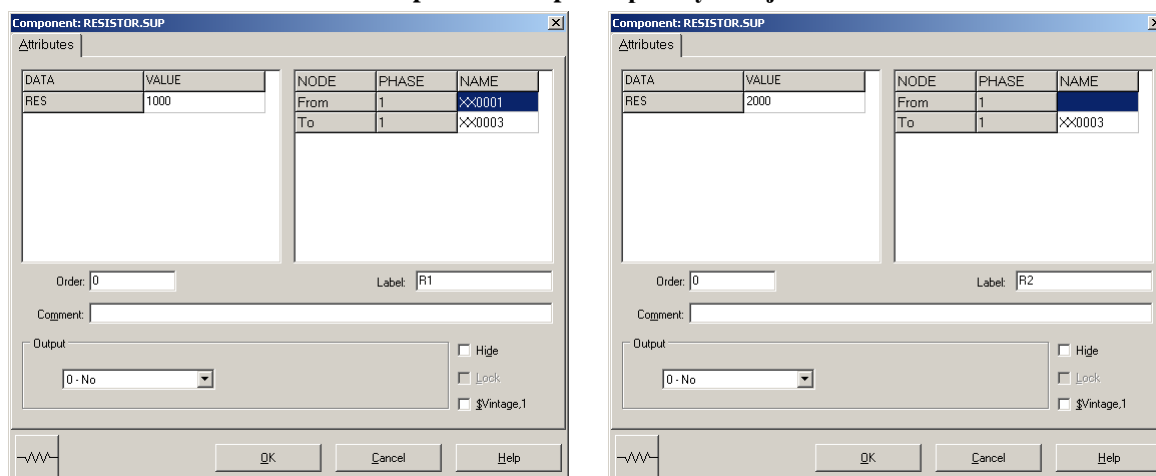 Component: RESISTOR.SUP
Attributes
DATA VALUE
RES 1000
NODE PHASE NAME
From 1 XX0001
To 1 XX0003
Order: 0
Label: R1
Comment:
Output
0 - No
Hide
Lock
$Vintage,1
OK
Cancel
Help
Component: RESISTOR.SUP
Attributes
DATA VALUE
RES 2000
NODE PHASE NAME
From 1
To 1 XX0003
Order: 0
Label: R2
Comment:
Output
0 - No
Hide
Lock
$Vintage,1
OK
Cancel
Help